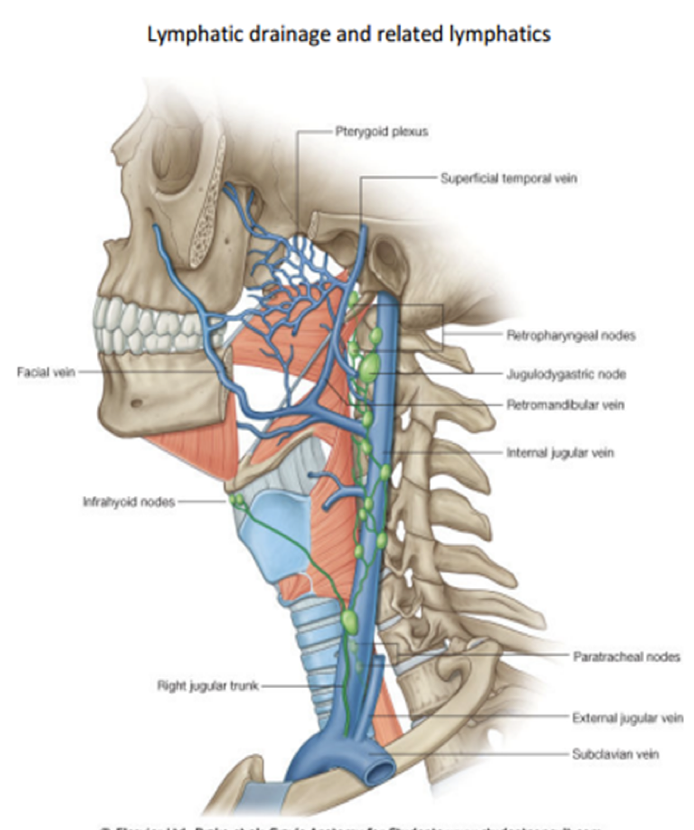 Lymphatic drainage and related lymphatics
Pterygoid plexus
Superficial temporal vein
Retropharyngeal nodes
Jugulodygastric node
Facial vein
Retromandibular vein
Internal jugular vein
Infrahyoid nodes
Paratracheal nodes
Right jugular trunk
External jugular vein
Subclavian vein